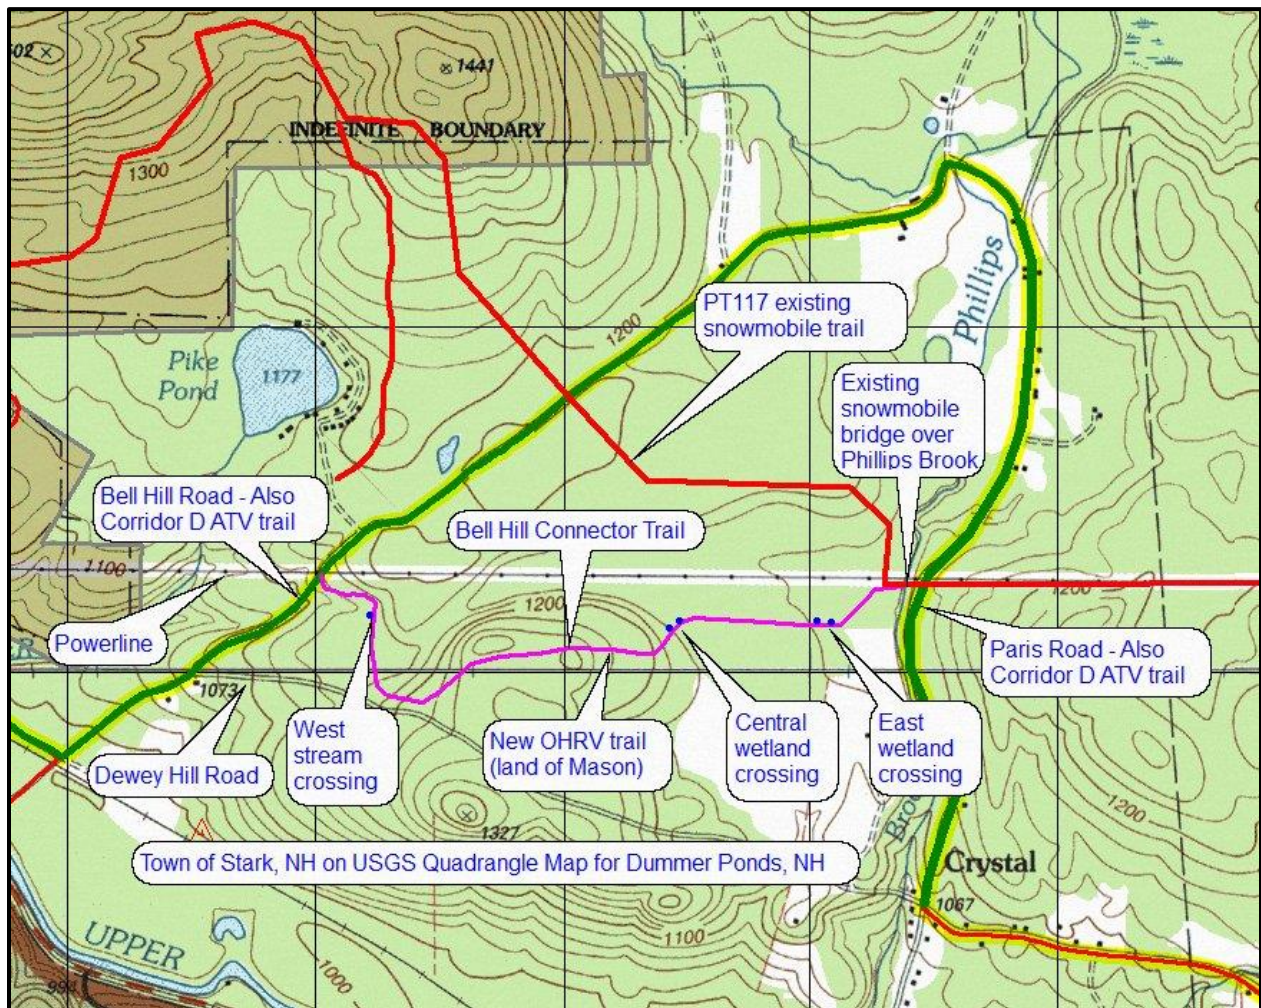 1441
INDEFINITE BOUNDARY
1300
Phillips
PT117 existing
snowmobile trail
1200
Pike
Pond
1177
Existing
snowmobile
bridge over
Phillips Brook
Bell Hill Road - Also
Corridor D ATV trail
Bell Hill Connector Trail
1100
1200
1200
Powerline
Paris Road - Also
Corridor D ATV trail
1073
West
stream
crossing
New OHRV trail
(land of Mason)
Central
wetland
crossing
East
wetland
crossing
Dewey Hill Road
1200
1327
Town of Stark, NH on USGS Quadrangle Map for Dummer Ponds, NH
Crystal
1067
UPPER
1100
1000
994